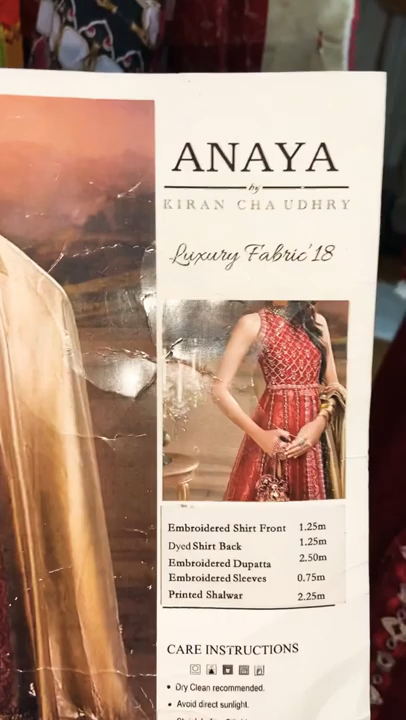 ANAYA
by
KIRAN CHAUDHRY
Luxury Fabric'18
Embroidered Shirt Front 1.25m
Dyed Shirt Back 1.25m
Embroidered Dupatta 2.50m
Embroidered Sleeves 0.75m
Printed Shalwar 2.25m
CARE INSTRUCTIONS
• Dry Clean recommended.
• Avoid direct sunlight.